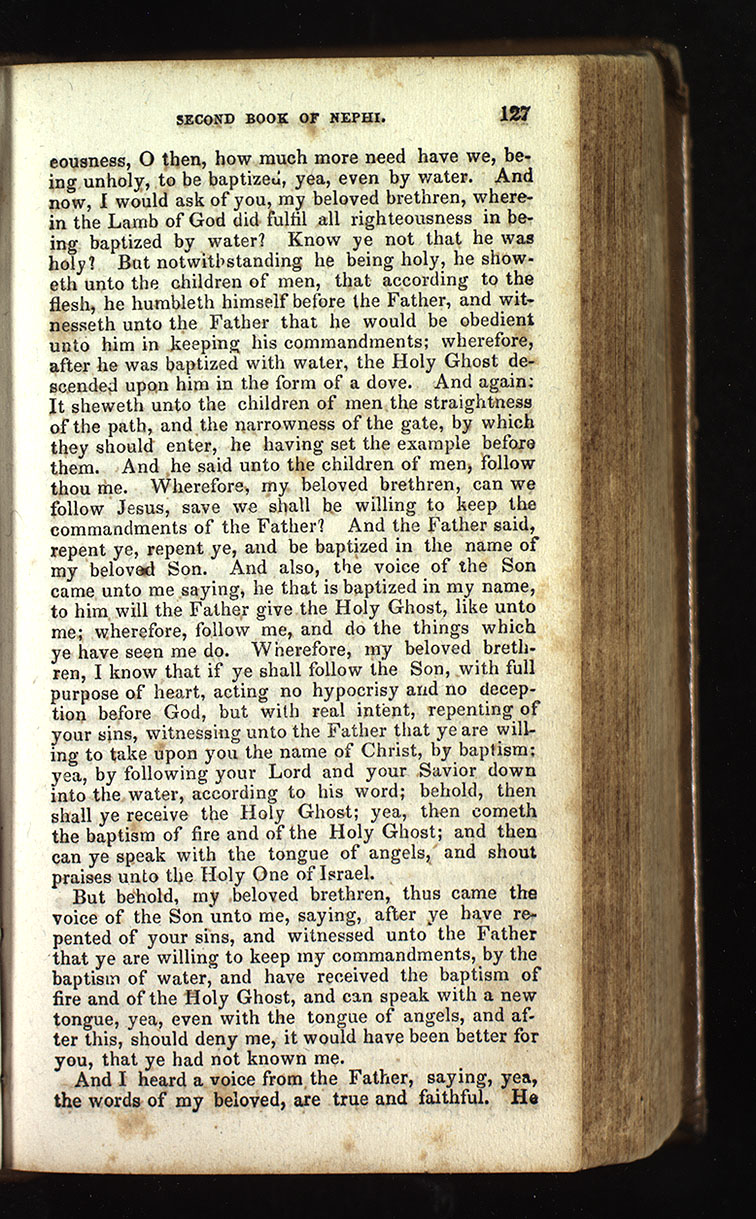 SECOND BOOK OF NEPHI. 127
eousness, O then, how much more need have we, be-
ing unholy, to be baptized, yea, even by water. And
now, I would ask of you, my beloved brethren, where-
in the Lamb of God did fulfil all righteousness in be-
ing baptized by water? Know ye not that he was
holy? But notwithstanding he being holy, he show-
eth unto the children of men, that according to the
flesh, he humbleth himself before the Father, and wit-
nesseth unto the Father that he would be obedient
unto him in keeping his commandments; wherefore,
after he was baptized with water, the Holy Ghost de-
scended upon him in the form of a dove. And again:
It sheweth unto the children of men the straightness
of the path, and the narrowness of the gate, by which
they should enter, he having set the example before
them. And he said unto the children of men, follow
thou me. Wherefore, my beloved brethren, can we
follow Jesus, save we shall be willing to keep the
commandments of the Father? And the Father said,
repent ye, repent ye, and be baptized in the name of
my beloved Son. And also, the voice of the Son
came unto me saying, he that is baptized in my name,
to him will the Father give the Holy Ghost, like unto
me; wherefore, follow me, and do the things which
ye have seen me do. Wherefore, my beloved breth-
ren, I know that if ye shall follow the Son, with full
purpose of heart, acting no hypocrisy and no decep-
tion before God, but with real intent, repenting of
your sins, witnessing unto the Father that ye are will-
ing to take upon you the name of Christ, by baptism;
yea, by following your Lord and your Savior down
into the water, according to his word; behold, then
shall ye receive the Holy Ghost; yea, then cometh
the baptism of fire and of the Holy Ghost; and then
can ye speak with the tongue of angels, and shout
praises unto the Holy One of Israel.
But behold, my beloved brethren, thus came the
voice of the Son unto me, saying, after ye have re-
pented of your sins, and witnessed unto the Father
that ye are willing to keep my commandments, by the
baptism of water, and have received the baptism of
fire and of the Holy Ghost, and can speak with a new
tongue, yea, even with the tongue of angels, and af-
ter this, should deny me, it would have been better for
you, that ye had not known me.
And I heard a voice from the Father, saying, yea,
the words of my beloved, are true and faithful. He